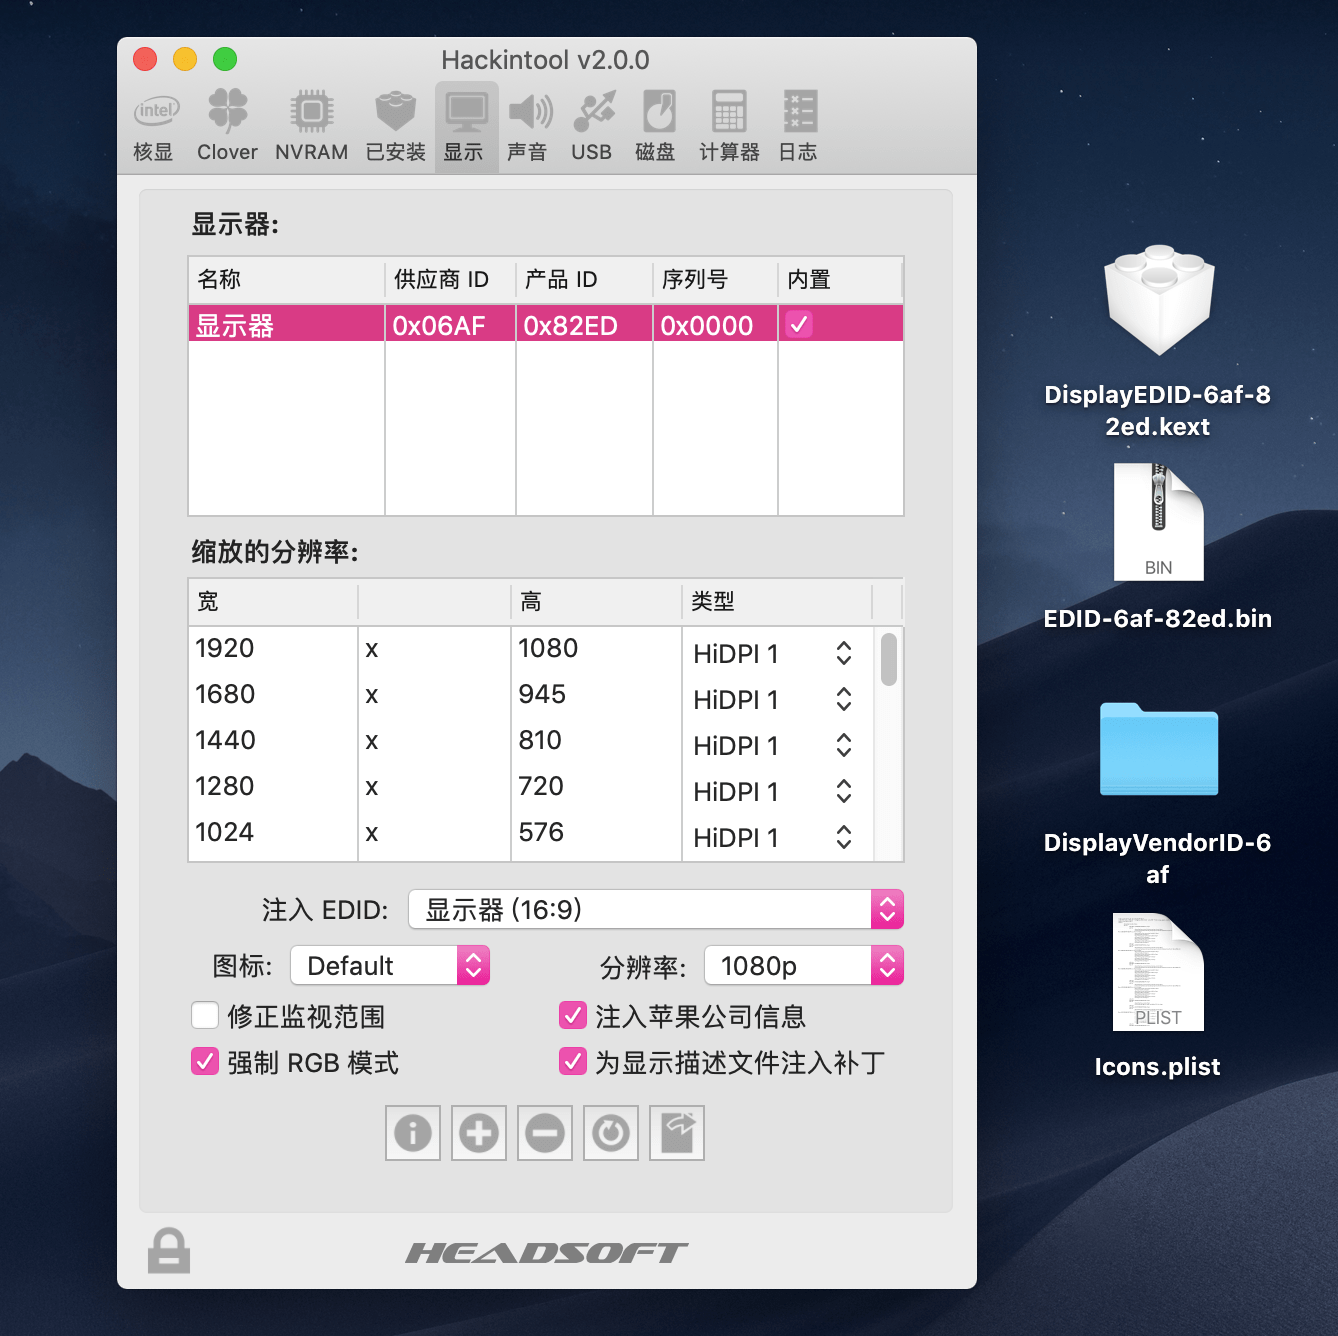 Hackintool v2.0.0
intel
核显 Clover NVRAM 已安装 显示 声音 USB 磁盘 计算器 日志
显示器:
名称 供应商 ID 产品 ID 序列号 内置
显示器 0x06AF 0x82ED 0x0000
缩放的分辨率:
宽 高 类型
1920 x 1080 HiDPI 1
1680 x 945 HiDPI 1
1440 x 810 HiDPI 1
1280 x 720 HiDPI 1
1024 x 576 HiDPI 1
注入 EDID: 显示器 (16:9)
图标: Default 分辨率: 1080p
修正监视范围 注入苹果公司信息
强制 RGB 模式 为显示描述文件注入补丁
HEADSOFT
DisplayEDID-6af-8
2ed.kext
BIN
EDID-6af-82ed.bin
DisplayVendorID-6
af
PLIST
Icons.plist